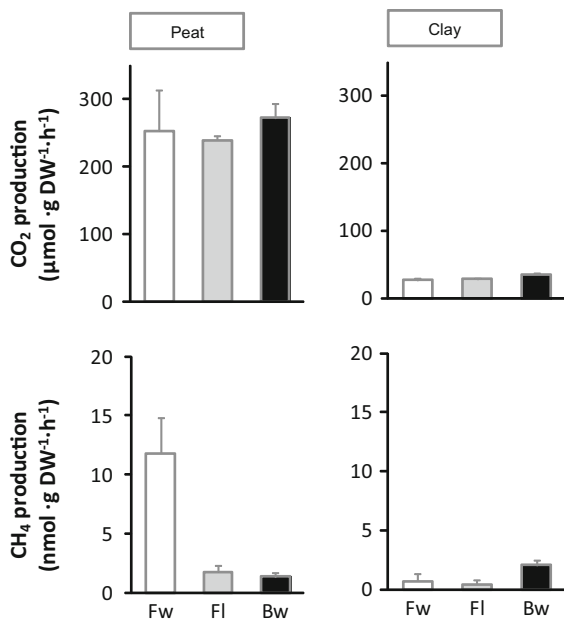 Peat
Clay
CO₂ production
(µmol ·g DW⁻¹·h⁻¹)
300
200
100
0
300
200
100
0
CH₄ production
(nmol ·g DW⁻¹·h⁻¹)
20
15
10
5
0
20
15
10
5
0
Fw Fl Bw
Fw Fl Bw